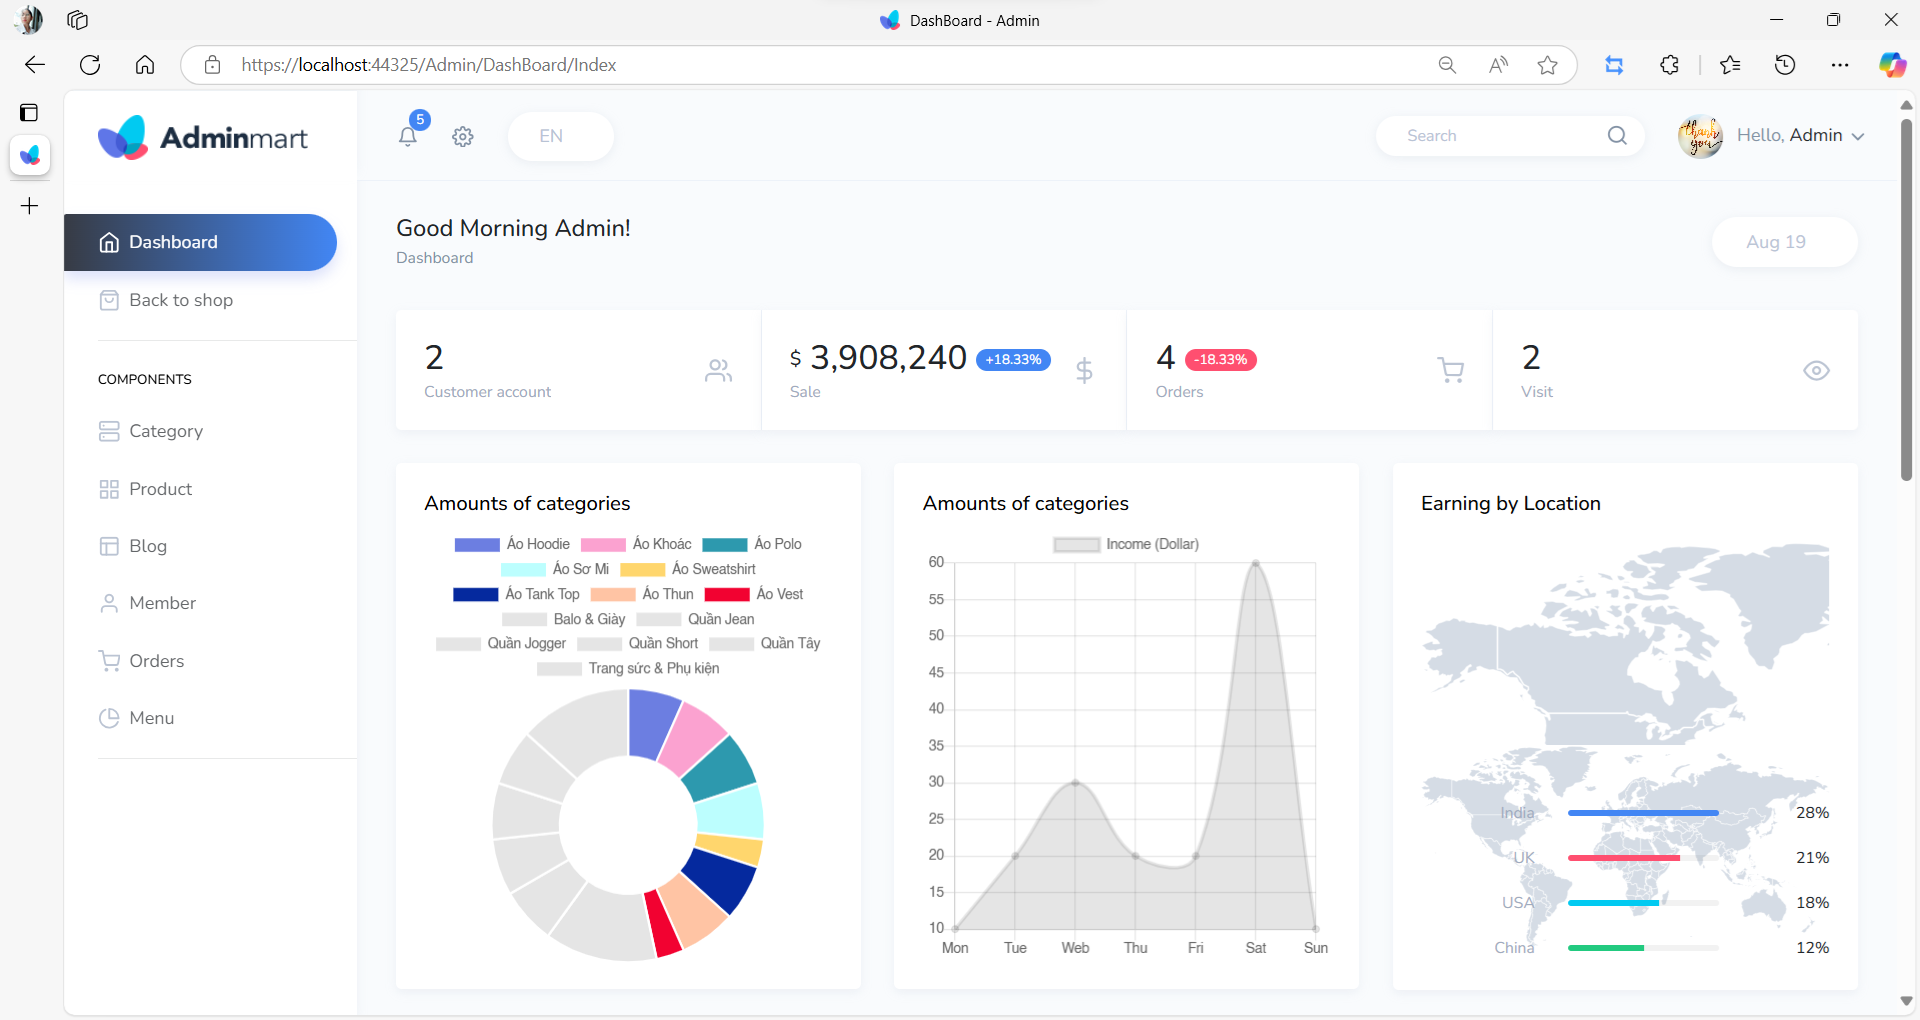 DashBoard - Admin
https://localhost:44325/Admin/DashBoard/Index
Adminmart
5
EN
Search
Hello, Admin
Dashboard
Back to shop
COMPONENTS
Category
Product
Blog
Member
Orders
Menu
Good Morning Admin!
Dashboard
Aug 19
2
Customer account
$ 3,908,240 +18.33%
Sale
4 -18.33%
Orders
2
Visit
Amounts of categories
Áo Hoodie Áo Khoác Áo Polo
Áo Sơ Mi Áo Sweatshirt
Áo Tank Top Áo Thun Áo Vest
Balo & Giày Quần Jean
Quần Jogger Quần Short Quần Tây
Trang sức & Phụ kiện
Amounts of categories
Income (Dollar)
60
55
50
45
40
35
30
25
20
15
10
Mon Tue Web Thu Fri Sat Sun
Earning by Location
India 28%
UK 21%
USA 18%
China 12%